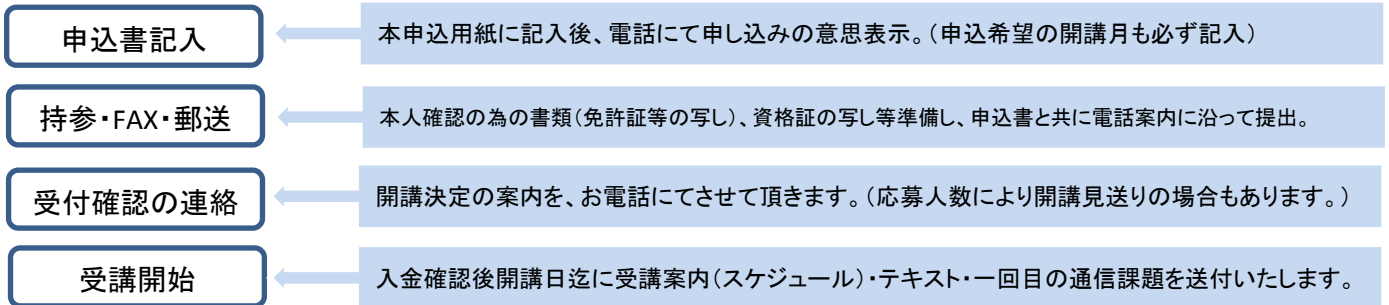 申込書記入
本申込用紙に記入後、電話にて申し込みの意思表示。（申込希望の開講月も必ず記入）
持参・FAX・郵送
本人確認の為の書類（免許証等の写し）、資格証の写し等準備し、申込書と共に電話案内に沿って提出。
受付確認の連絡
開講決定の案内を、お電話にてさせて頂きます。（応募人数により開講見送りの場合もあります。）
受講開始
入金確認後開講日迄に受講案内（スケジュール）・テキスト・一回目の通信課題を送付いたします。